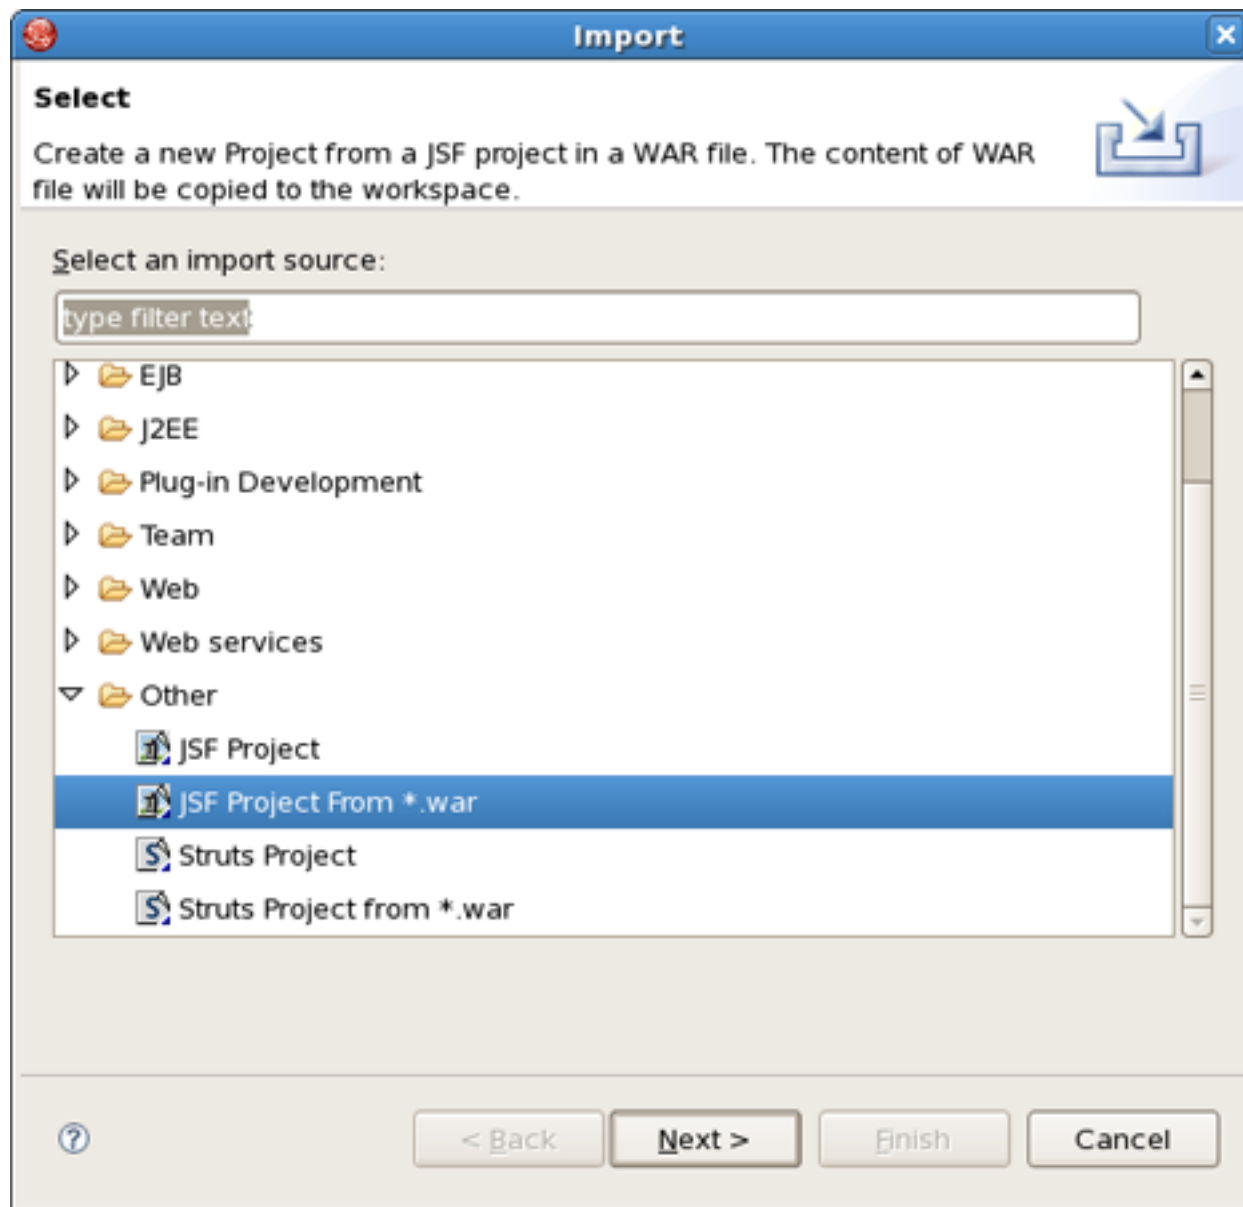 Import
Select
Create a new Project from a JSF project in a WAR file. The content of WAR
file will be copied to the workspace.
Select an import source:
type filter text
EJB
J2EE
Plug-in Development
Team
Web
Web services
Other
JSF Project
JSF Project From *.war
Struts Project
Struts Project from *.war
< Back Next > Finish Cancel